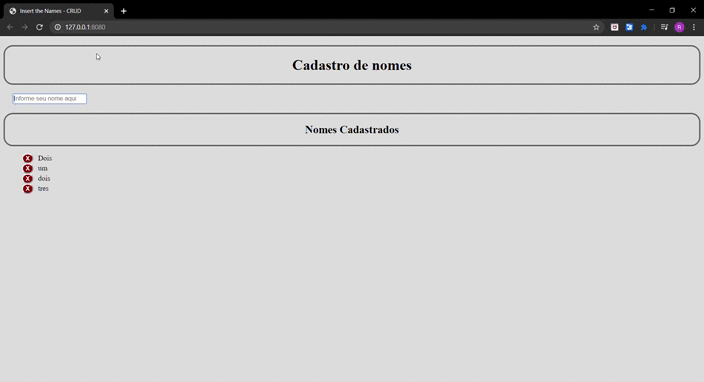 Insert the Names - CRUD
127.0.0.1:8080
R
Cadastro de nomes
Informe seu nome aqui
Nomes Cadastrados
X Dois
X um
X dois
X tres